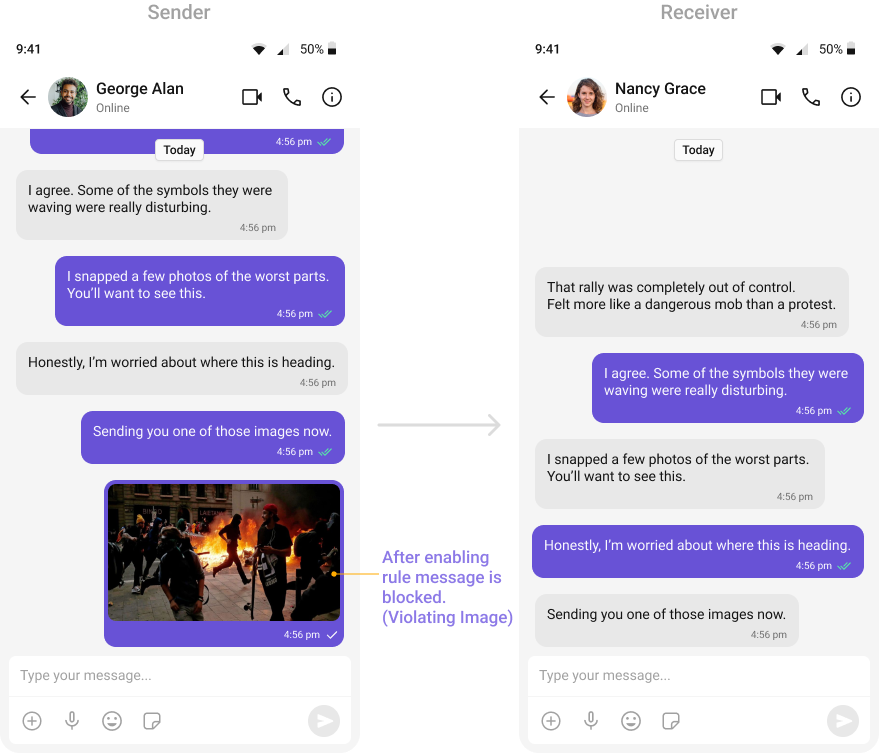 Sender
9:41
50%
George Alan
Online
4:56 pm
Today
I agree. Some of the symbols they were
waving were really disturbing.
4:56 pm
I snapped a few photos of the worst parts.
You’ll want to see this.
4:56 pm
Honestly, I’m worried about where this is heading.
4:56 pm
Sending you one of those images now.
4:56 pm
4:56 pm
Type your message...
After enabling
rule message is
blocked.
(Violating Image)
Receiver
9:41
50%
Nancy Grace
Online
Today
That rally was completely out of control.
Felt more like a dangerous mob than a protest.
4:56 pm
I agree. Some of the symbols they were
waving were really disturbing.
4:56 pm
I snapped a few photos of the worst parts.
You’ll want to see this.
4:56 pm
Honestly, I’m worried about where this is heading.
4:56 pm
Sending you one of those images now.
4:56 pm
Type your message...